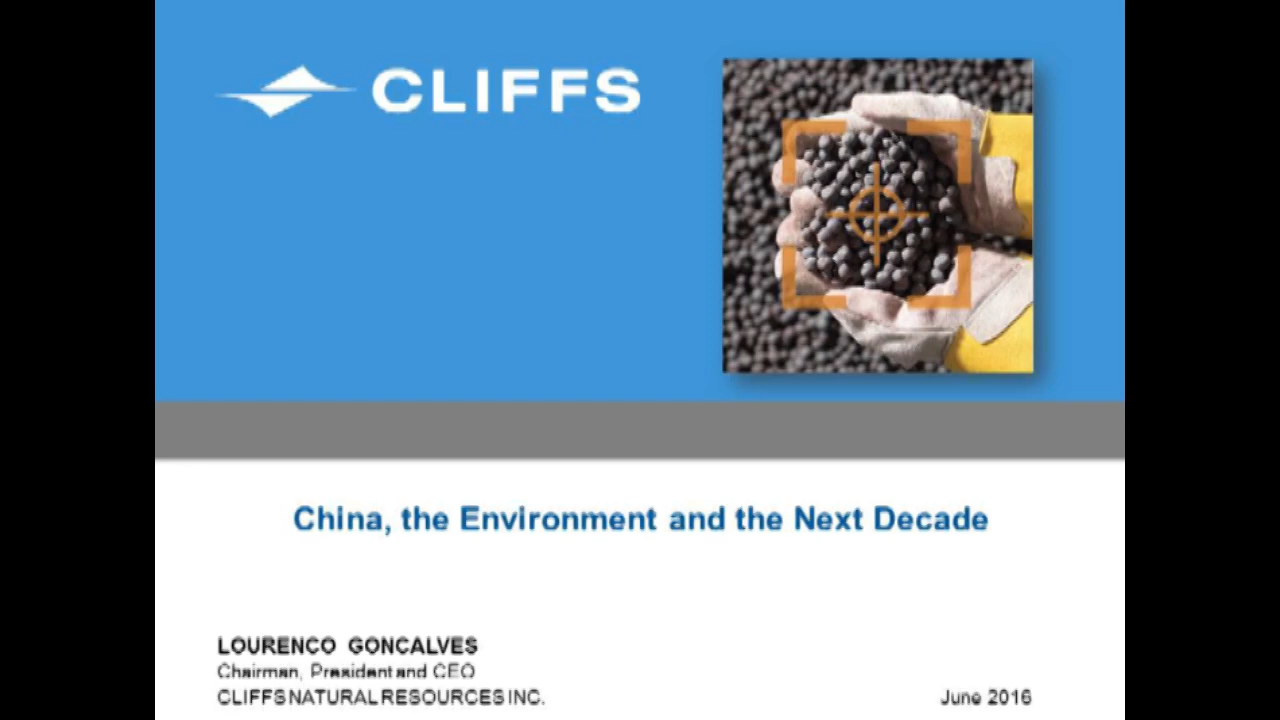 CLIFFS
China, the Environment and the Next Decade
LOURENCO GONCALVES
Chairman, President and CEO
CLIFFS NATURAL RESOURCES INC.
June 2016